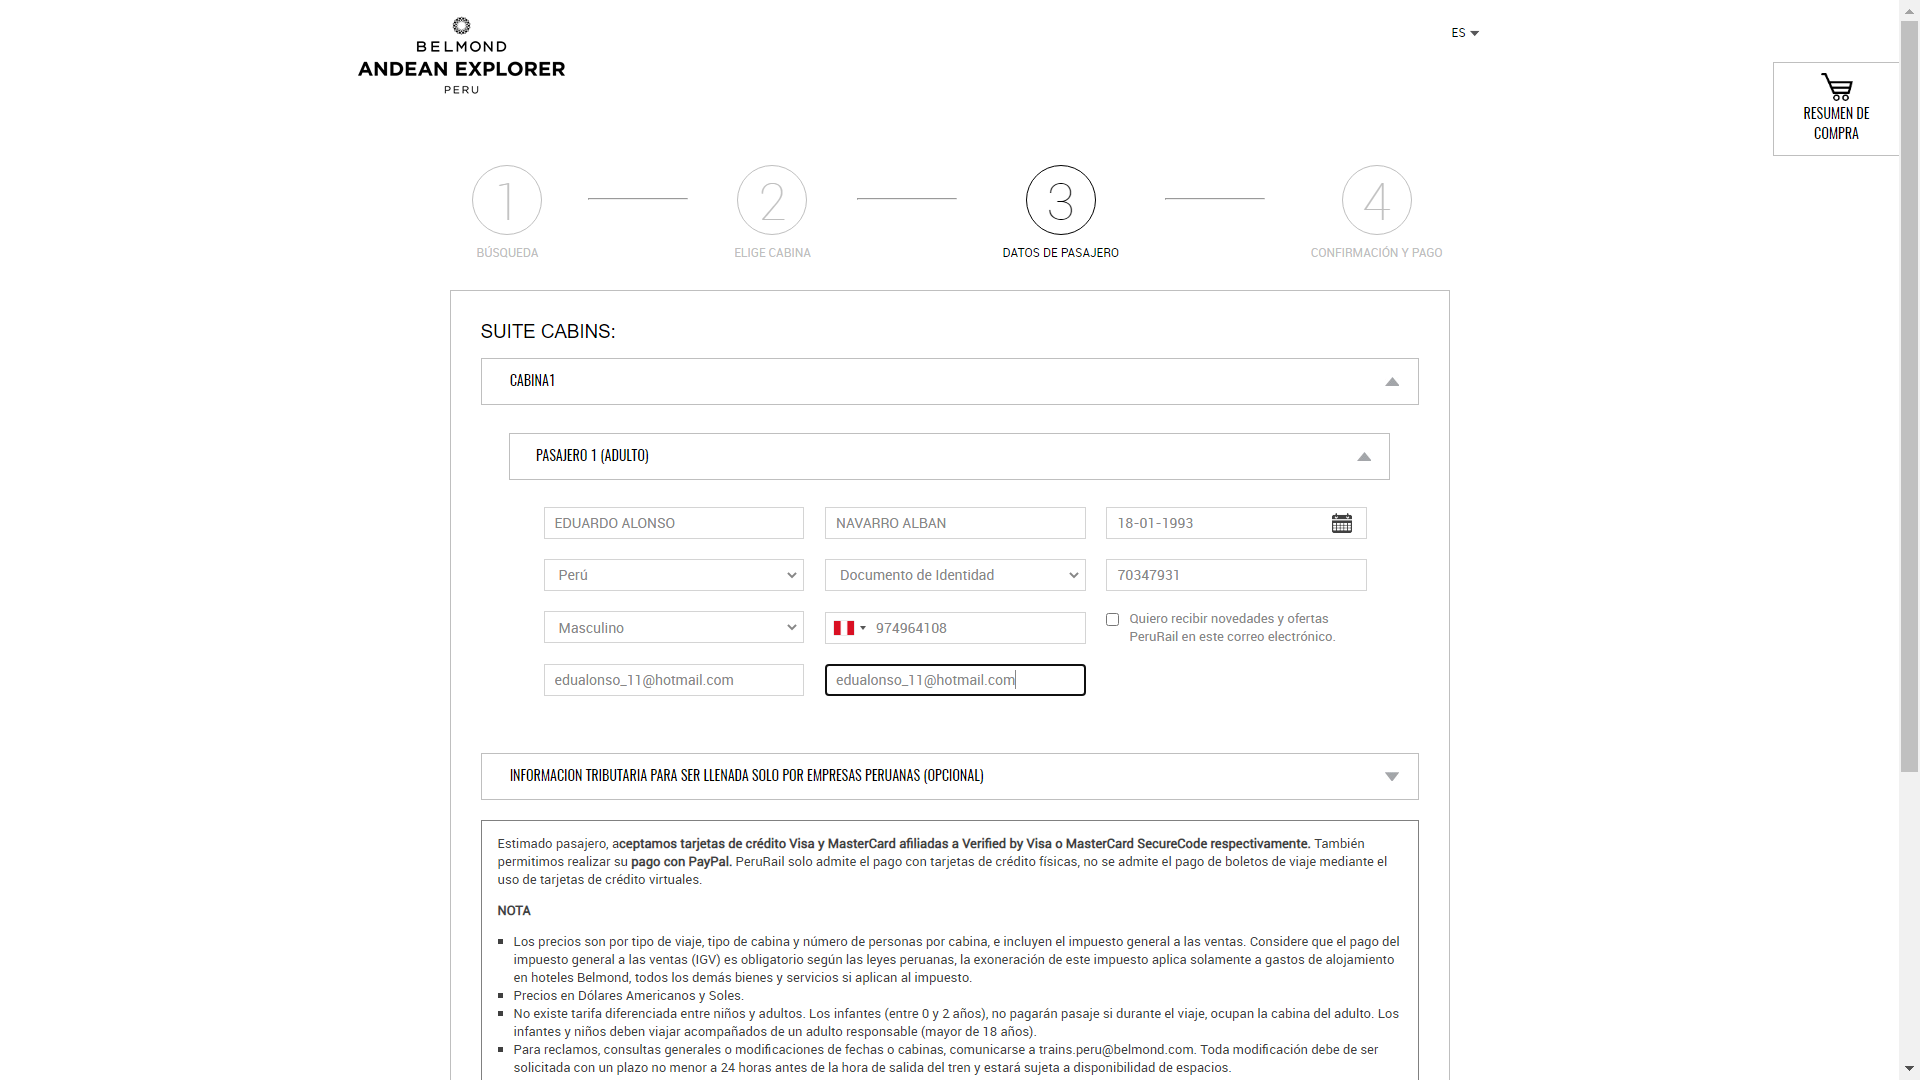 BELMOND
ANDEAN EXPLORER
PERU
ES
RESUMEN DE
COMPRA
1
2
3
4
BÚSQUEDA
ELIGE CABINA
DATOS DE PASAJERO
CONFIRMACIÓN Y PAGO
SUITE CABINS:
CABINA1
PASAJERO 1 (ADULTO)
EDUARDO ALONSO
NAVARRO ALBAN
18-01-1993
Perú
Documento de Identidad
70347931
Masculino
974964108
Quiero recibir novedades y ofertas
PeruRail en este correo electrónico.
edualonso_11@hotmail.com
edualonso_11@hotmail.com
INFORMACION TRIBUTARIA PARA SER LLENADA SOLO POR EMPRESAS PERUANAS (OPCIONAL)
Estimado pasajero, aceptamos tarjetas de crédito Visa y MasterCard afiliadas a Verified by Visa o MasterCard SecureCode respectivamente. También
permitimos realizar su pago con PayPal. PeruRail solo admite el pago con tarjetas de crédito físicas, no se admite el pago de boletos de viaje mediante el
uso de tarjetas de crédito virtuales.
NOTA
Los precios son por tipo de viaje, tipo de cabina y número de personas por cabina, e incluyen el impuesto general a las ventas. Considere que el pago del
impuesto general a las ventas (IGV) es obligatorio según las leyes peruanas, la exoneración de este impuesto aplica solamente a gastos de alojamiento
en hoteles Belmond, todos los demás bienes y servicios si aplican al impuesto.
Precios en Dólares Americanos y Soles.
No existe tarifa diferenciada entre niños y adultos. Los infantes (entre 0 y 2 años), no pagarán pasaje si durante el viaje, ocupan la cabina del adulto. Los
infantes y niños deben viajar acompañados de un adulto responsable (mayor de 18 años).
Para reclamos, consultas generales o modificaciones de fechas o cabinas, comunicarse a trains.peru@belmond.com. Toda modificación debe de ser
solicitada con un plazo no menor a 24 horas antes de la hora de salida del tren y estará sujeta a disponibilidad de espacios.